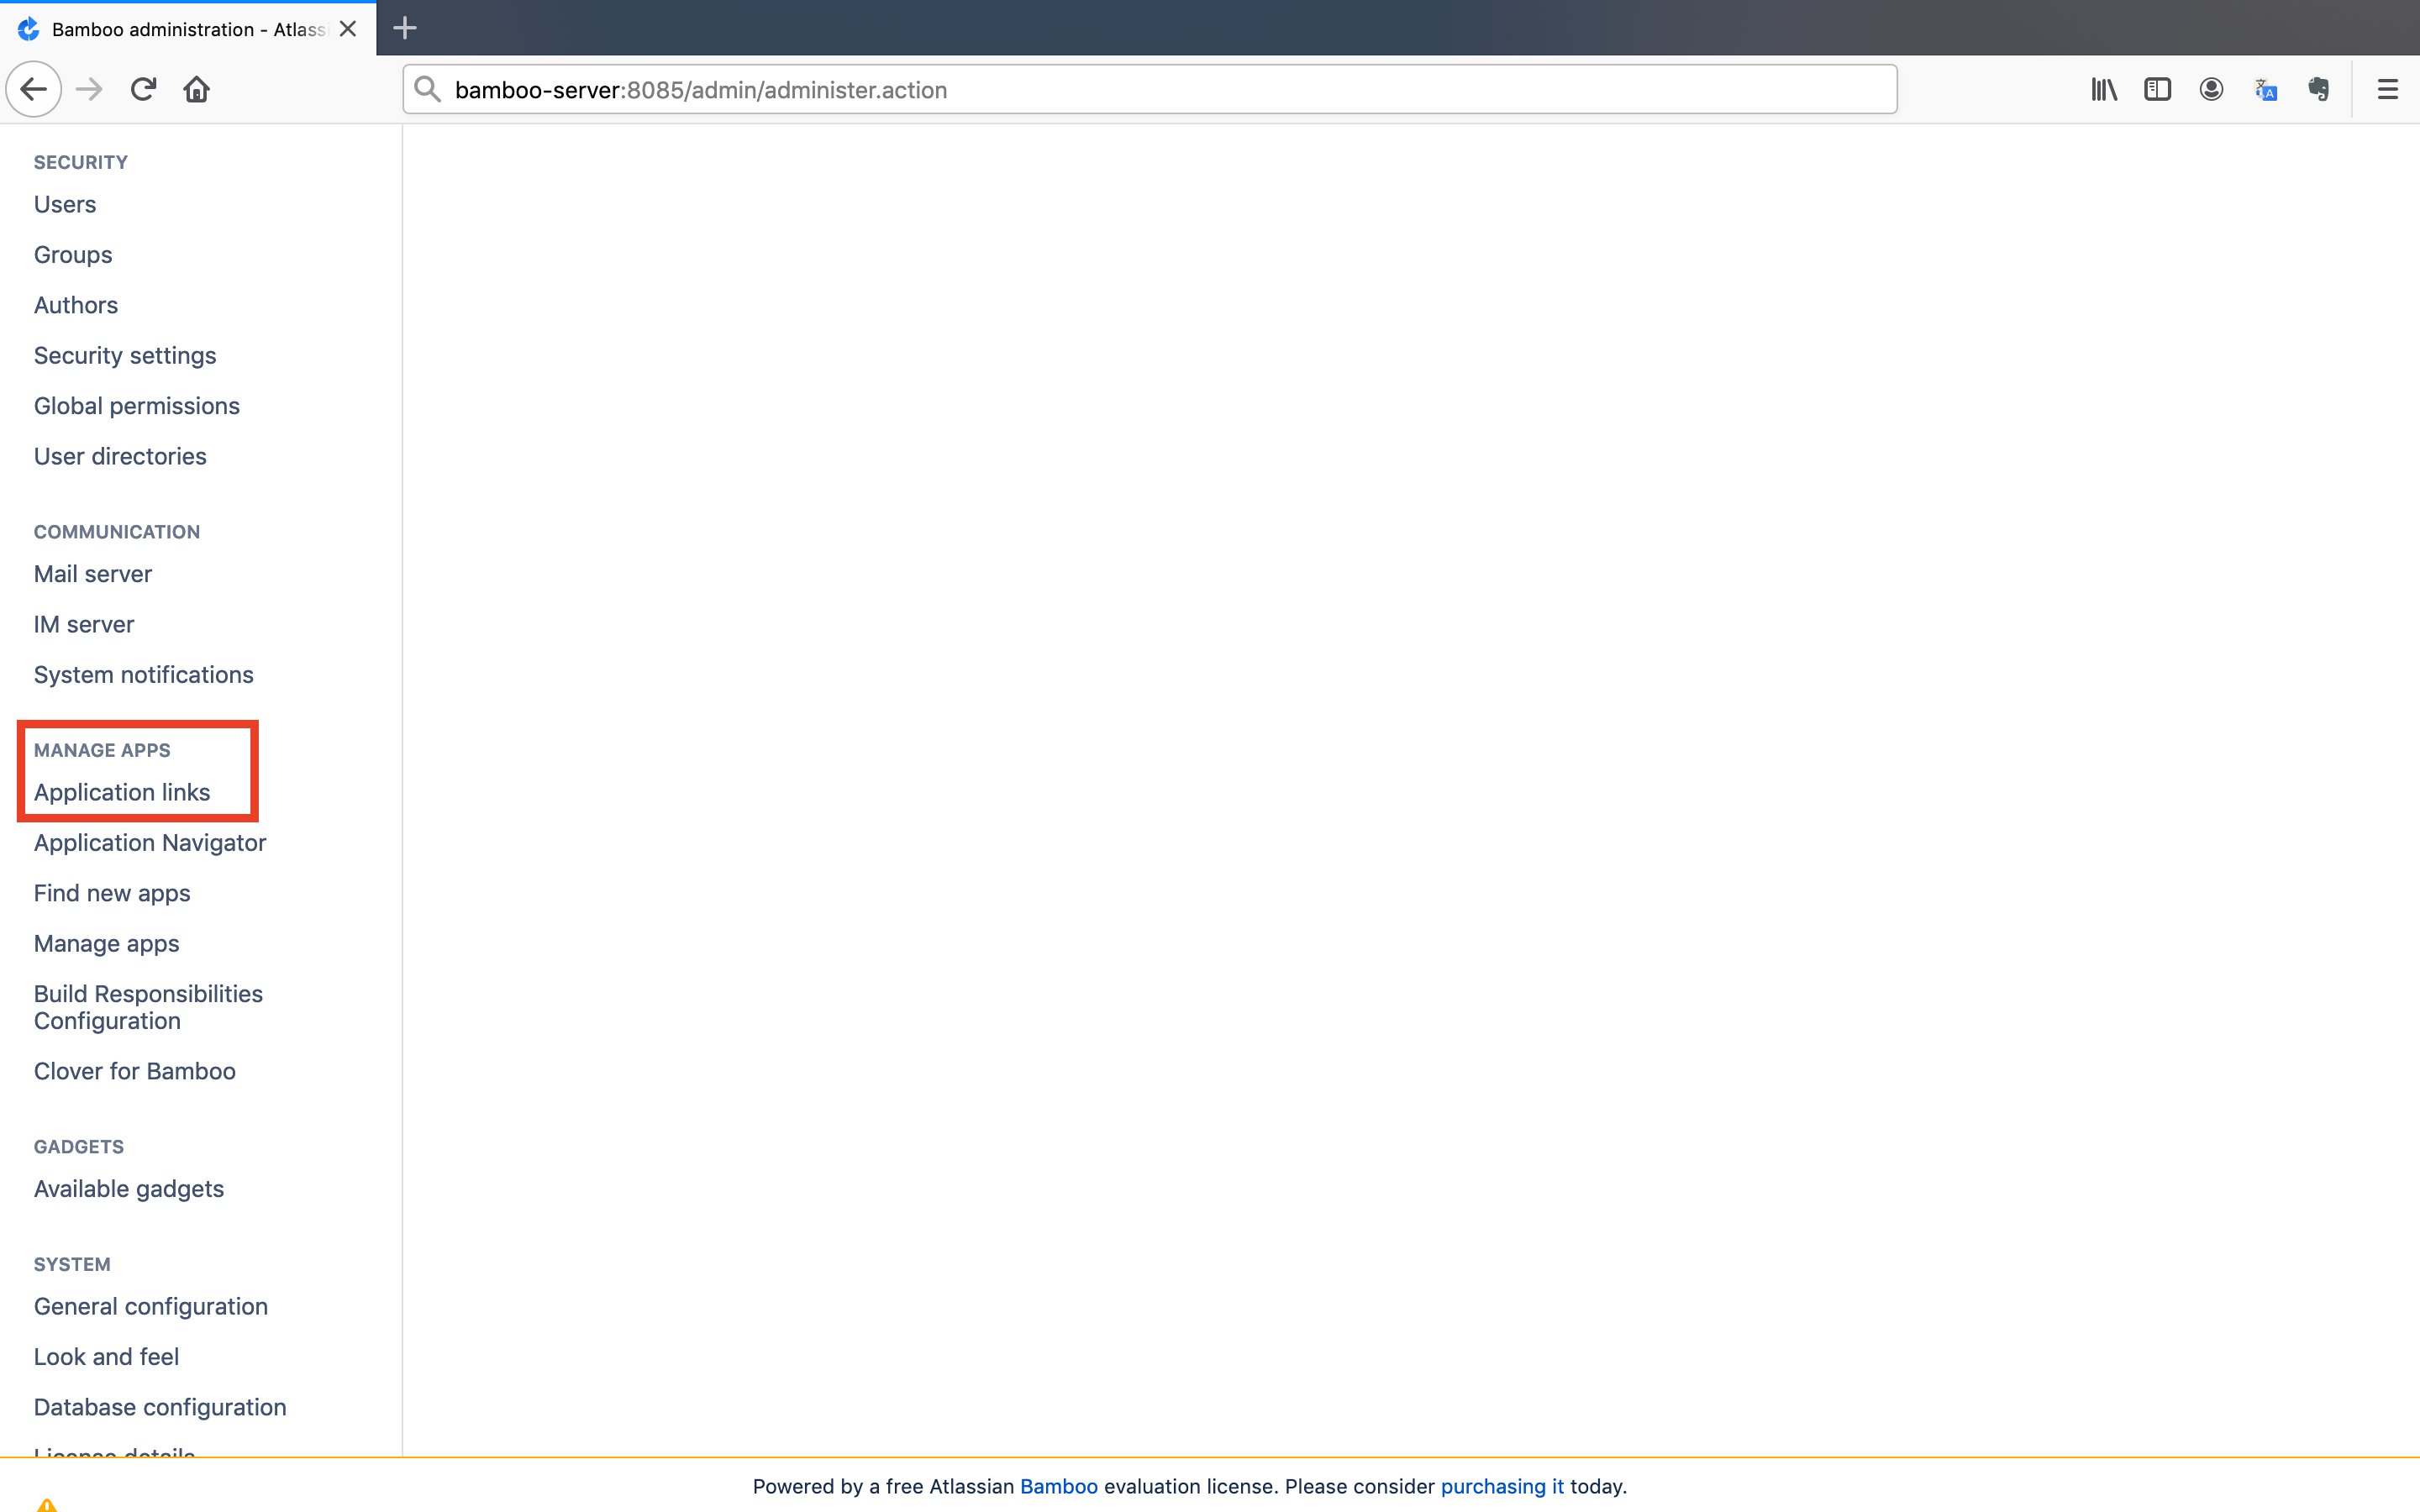 Bamboo administration - Atlass
bamboo-server:8085/admin/administer.action
SECURITY
Users
Groups
Authors
Security settings
Global permissions
User directories
COMMUNICATION
Mail server
IM server
System notifications
MANAGE APPS
Application links
Application Navigator
Find new apps
Manage apps
Build Responsibilities
Configuration
Clover for Bamboo
GADGETS
Available gadgets
SYSTEM
General configuration
Look and feel
Database configuration
License details
Powered by a free Atlassian Bamboo evaluation license. Please consider purchasing it today.